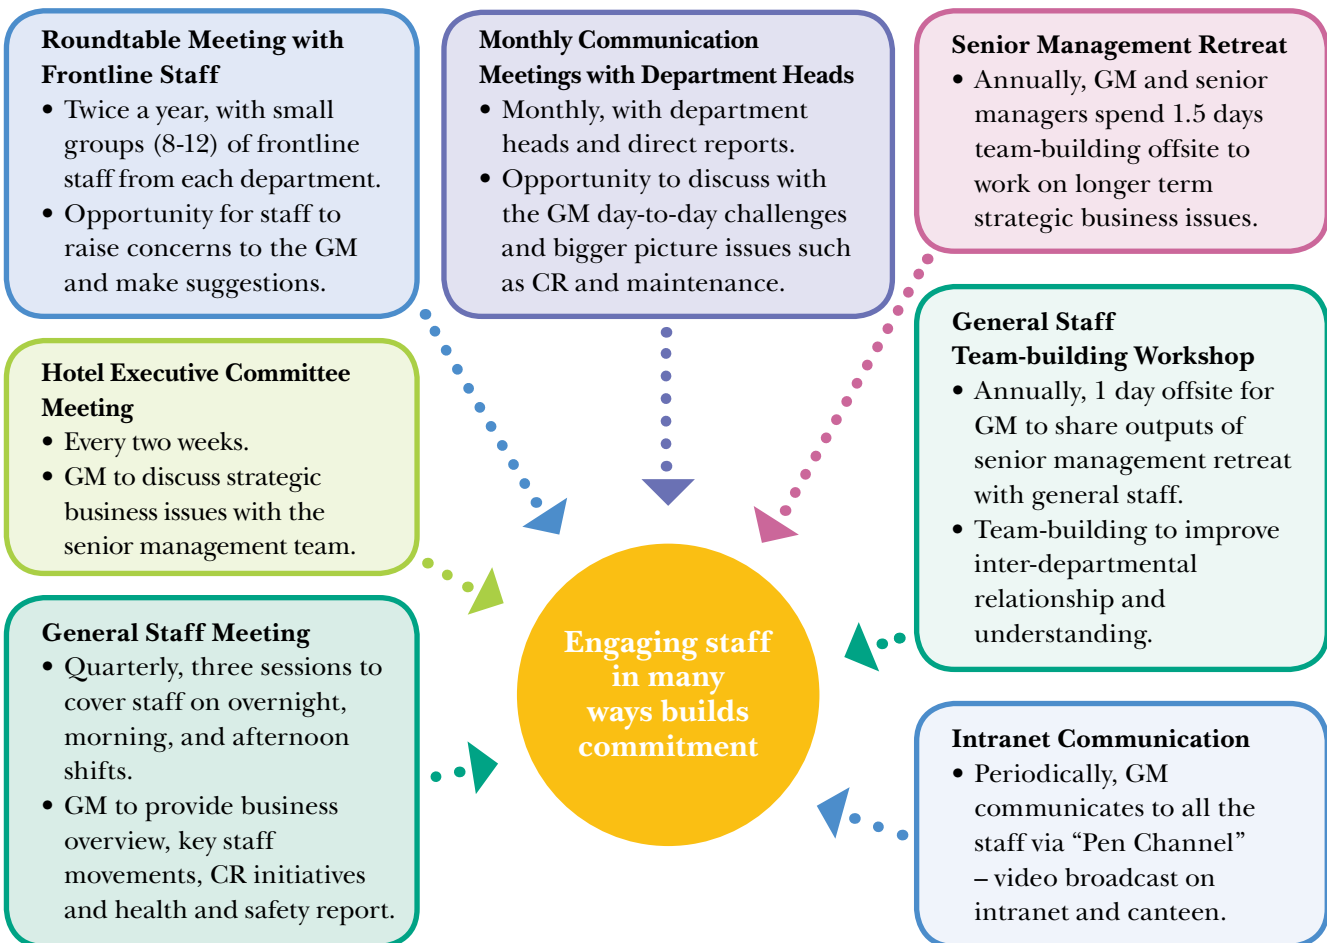 Roundtable Meeting with
Frontline Staff
• Twice a year, with small
groups (8-12) of frontline
staff from each department.
• Opportunity for staff to
raise concerns to the GM
and make suggestions.
Monthly Communication
Meetings with Department Heads
• Monthly, with department
heads and direct reports.
• Opportunity to discuss with
the GM day-to-day challenges
and bigger picture issues such
as CR and maintenance.
Senior Management Retreat
• Annually, GM and senior
managers spend 1.5 days
team-building offsite to
work on longer term
strategic business issues.
Hotel Executive Committee
Meeting
• Every two weeks.
• GM to discuss strategic
business issues with the
senior management team.
General Staff
Team-building Workshop
• Annually, 1 day offsite for
GM to share outputs of
senior management retreat
with general staff.
• Team-building to improve
inter-departmental
relationship and
understanding.
General Staff Meeting
• Quarterly, three sessions to
cover staff on overnight,
morning, and afternoon
shifts.
• GM to provide business
overview, key staff
movements, CR initiatives
and health and safety report.
Engaging staff
in many
ways builds
commitment
Intranet Communication
• Periodically, GM
communicates to all the
staff via “Pen Channel”
– video broadcast on
intranet and canteen.